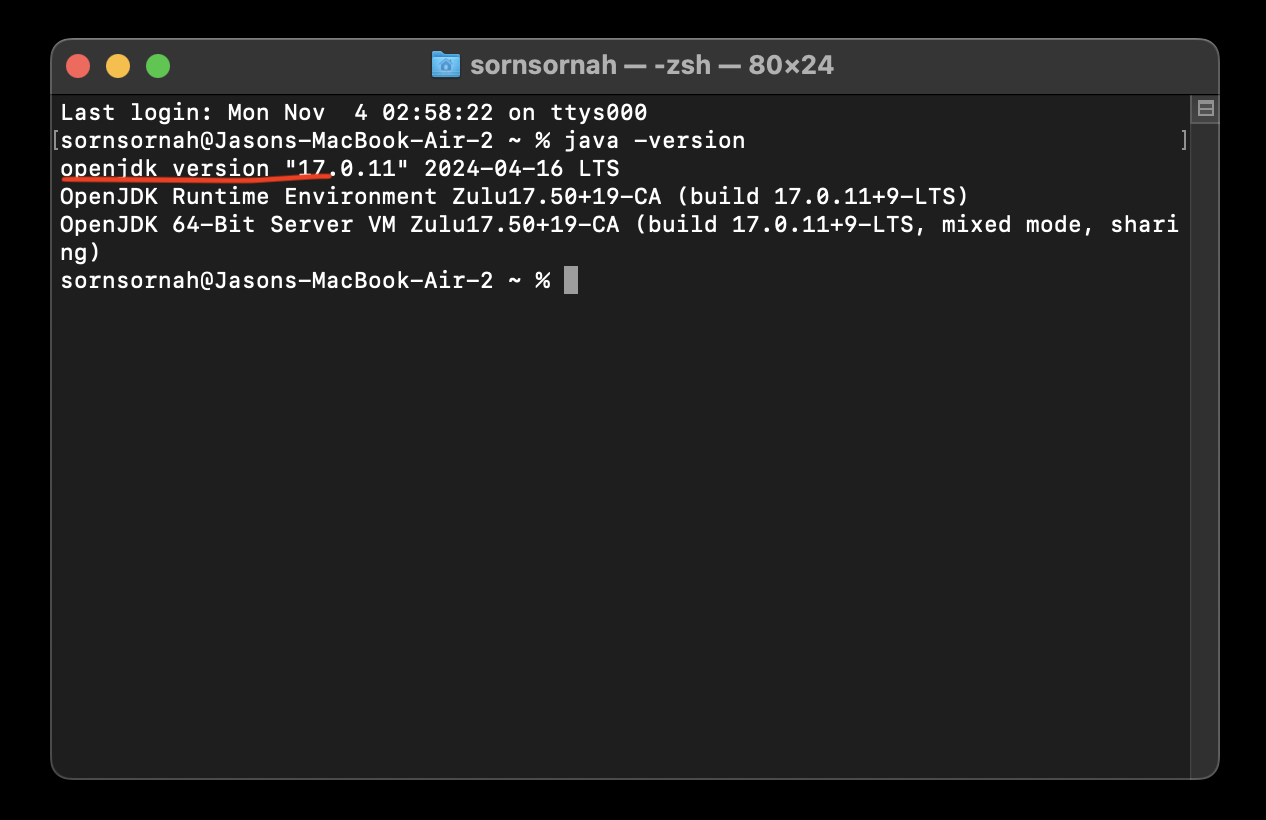 sornsornah — -zsh — 80×24
Last login: Mon Nov  4 02:58:22 on ttys000
[sornsornah@Jasons-MacBook-Air-2 ~ % java -version ]
openjdk version "17.0.11" 2024-04-16 LTS
OpenJDK Runtime Environment Zulu17.50+19-CA (build 17.0.11+9-LTS)
OpenJDK 64-Bit Server VM Zulu17.50+19-CA (build 17.0.11+9-LTS, mixed mode, shari
ng)
sornsornah@Jasons-MacBook-Air-2 ~ %